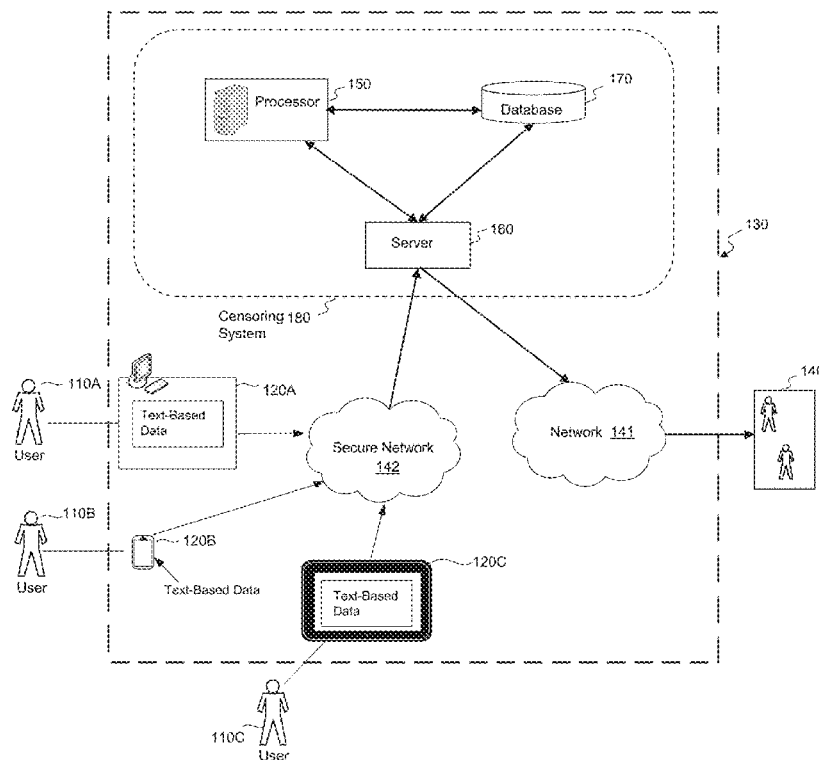 150
Processor
170
Database
Server
160
130
Censoring 180
System
110A
User
120A
Text-Based
Data
Secure Network
142
Network 141
140
110B
User
120B
Text-Based Data
120C
Text-Based
Data
110C
User